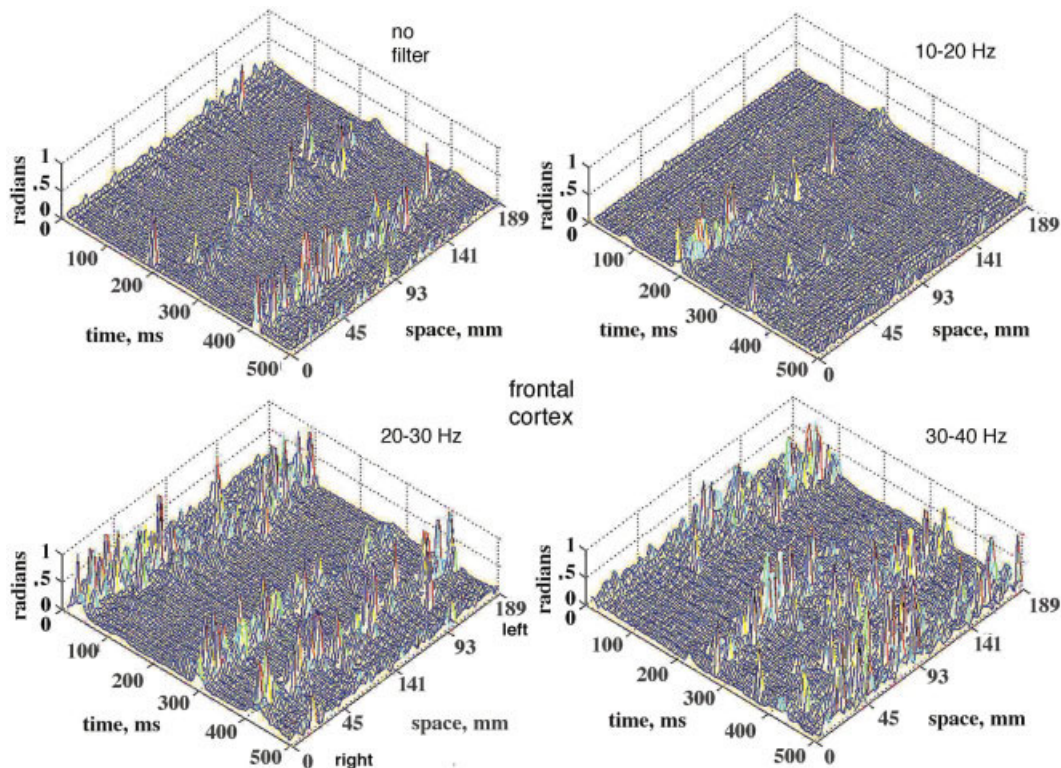 no
filter
10-20 Hz
radians
1
.5
0
0
100
200
300
400
500
time, ms
0
45
93
141
189
space, mm
radians
1
.5
0
0
100
200
300
400
500
time, ms
0
45
93
141
189
space, mm
frontal
cortex
20-30 Hz
30-40 Hz
radians
1
.5
0
0
100
200
300
400
500
time, ms
0
right
45
141
93
189
left
space, mm
radians
1
.5
0
0
100
200
300
400
500
time, ms
0
45
93
141
189
space, mm